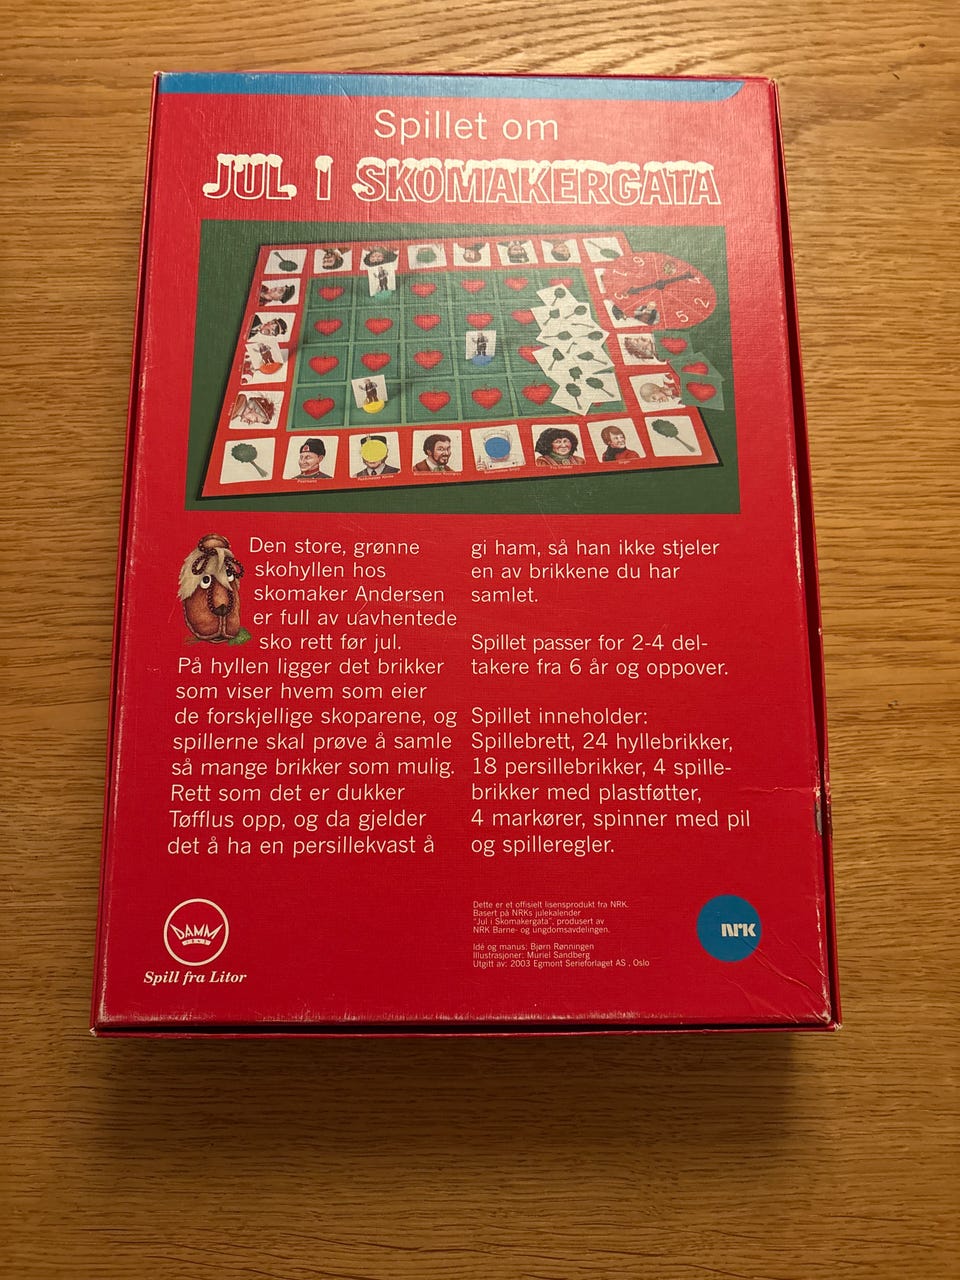 Spillet om
JUL I SKOMAKERGATA
Den store, grønne
skohyllen hos
skomaker Andersen
er full av uavhentede
sko rett før jul.
På hyllen ligger det brikker
som viser hvem som eier
de forskjellige skoparene, og
spillerne skal prøve å samle
så mange brikker som mulig.
Rett som det er dukker
Tøfflus opp, og da gjelder
det å ha en persillekvast å
gi ham, så han ikke stjeler
en av brikkene du har
samlet.
Spillet passer for 2-4 del-
takere fra 6 år og oppover.
Spillet inneholder:
Spillebrett, 24 hyllebrikker,
18 persillebrikker, 4 spille-
brikker med plastføtter,
4 markører, spinner med pil
og spilleregler.
DAMM
Spill fra Litor
Dette er et offisielt lisensprodukt fra NRK.
Basert på NRKs julekalender
"Jul i Skomakergata", produsert av
NRK Barne- og ungdomsavdelingen.
Idé og manus: Bjørn Rønningen
Illustrasjoner: Muriel Sandberg
Utgitt av: 2003 Egmont Serieforlaget AS , Oslo
NRK